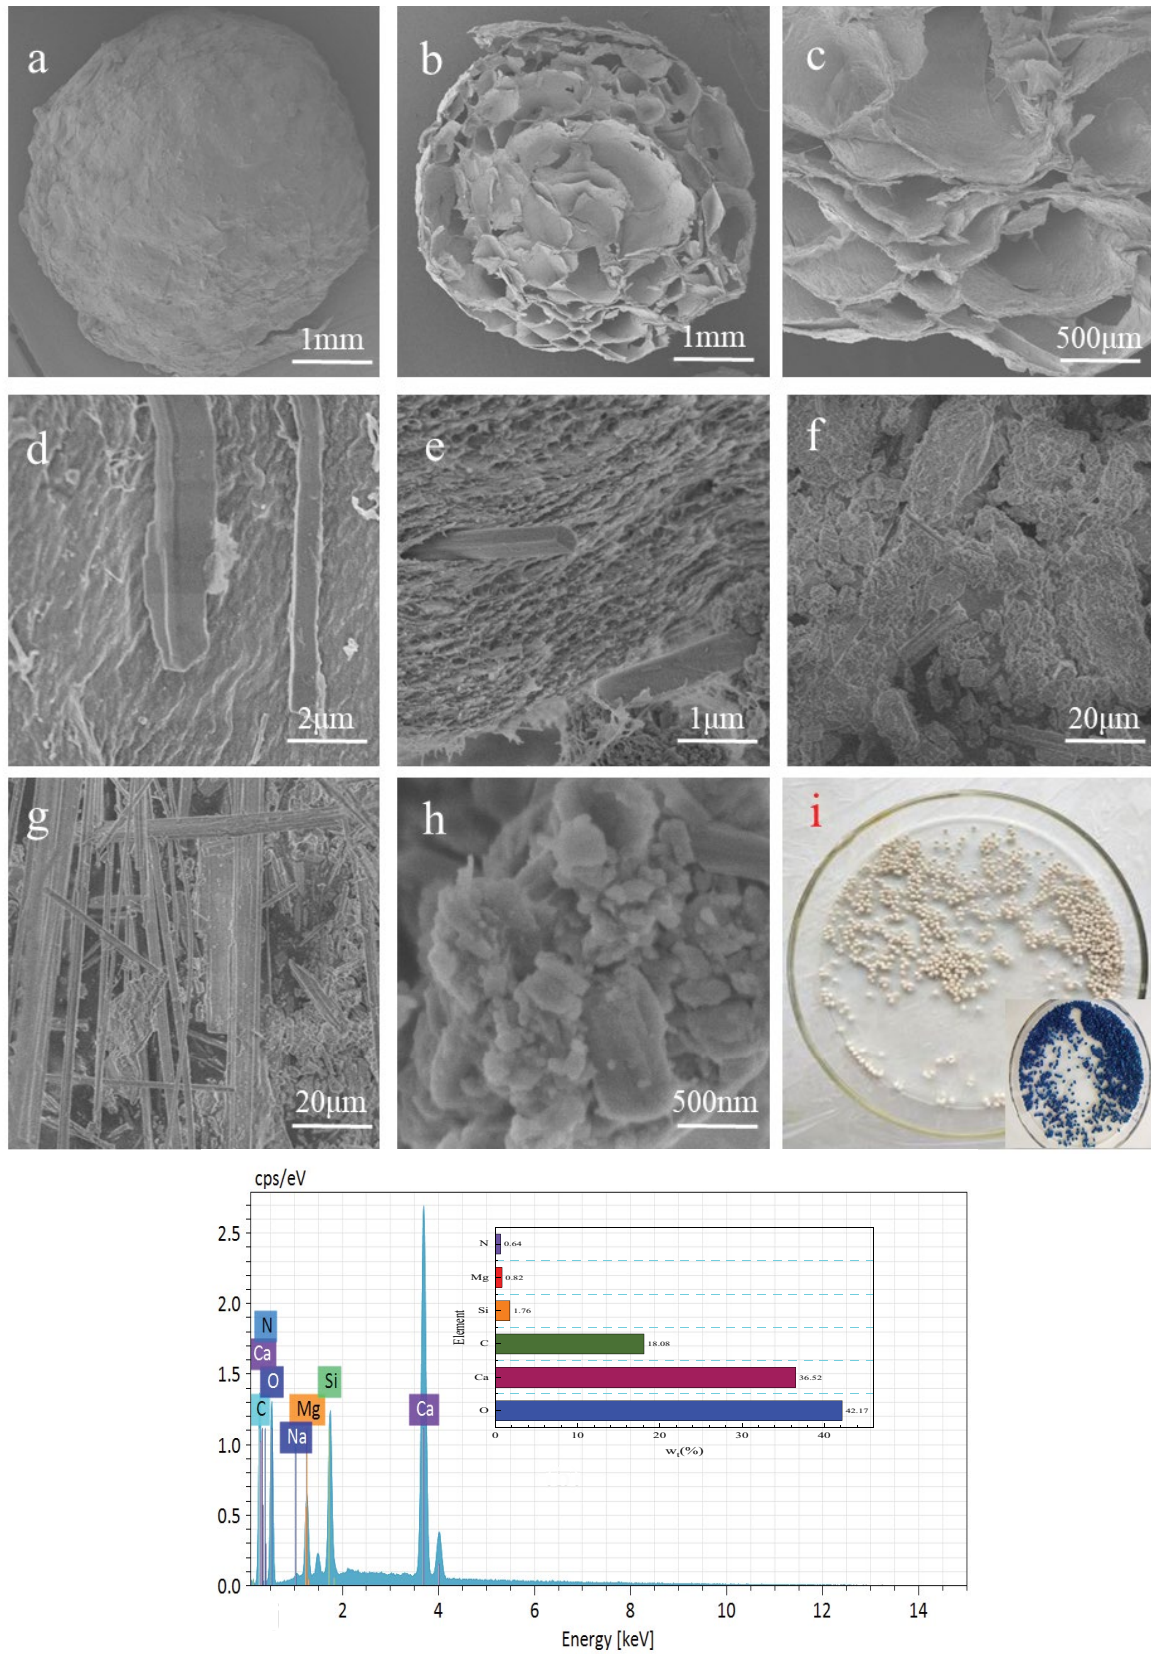 a
b
c
1mm
1mm
500μm
d
e
f
2μm
1μm
20μm
g
h
i
20μm
500nm
cps/eV
2.5
2.0
1.5
1.0
0.5
0.0
N
Ca
O
C
Si
Mg
Na
Ca
N 0.64
Mg 0.82
Si 1.76
C 18.08
Ca 36.52
O 42.17
Element
0 10 20 30 40
wt(%)
2 4 6 8 10 12 14
Energy [keV]